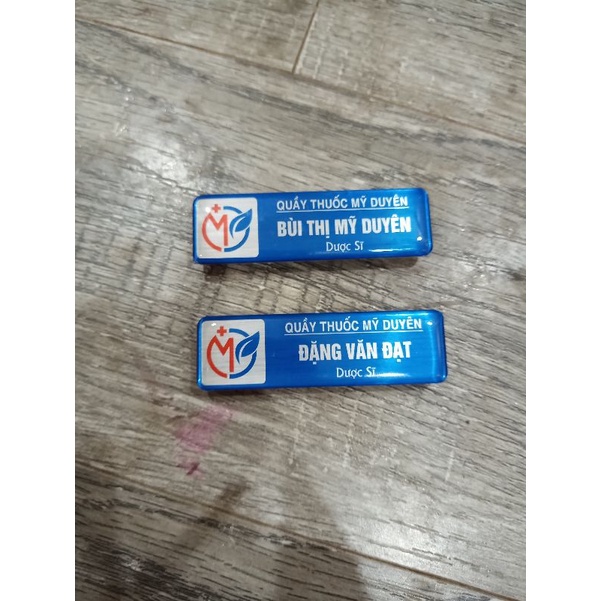 QUẦY THUỐC MỸ DUYÊN
BÙI THỊ MỸ DUYÊN
Dược Sĩ
QUẦY THUỐC MỸ DUYÊN
ĐẶNG VĂN ĐẠT
Dược Sĩ